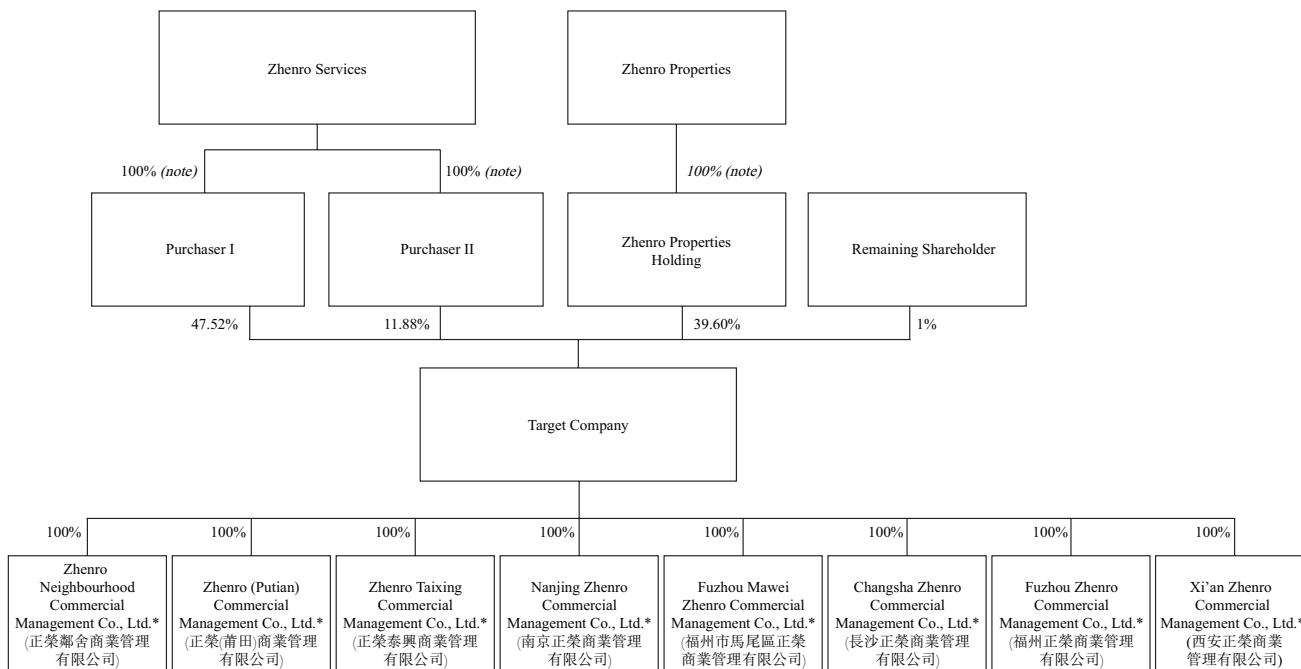 Zhenro Services
Zhenro Properties
100% (note)
100% (note)
100% (note)
Purchaser I
Purchaser II
Zhenro Properties
Holding
Remaining Shareholder
47.52%
11.88%
39.60%
1%
Target Company
100%
100%
100%
100%
100%
100%
100%
100%
Zhenro
Neighbourhood
Commercial
Management Co., Ltd.*
(正榮鄰舍商業管理
有限公司)
Zhenro (Putian)
Commercial
Management Co., Ltd.*
(正榮(莆田)商業管理
有限公司)
Zhenro Taixing
Commercial
Management Co., Ltd.*
(正榮泰興商業管理
有限公司)
Nanjing Zhenro
Commercial
Management Co., Ltd.*
(南京正榮商業管理
有限公司)
Fuzhou Mawei
Zhenro Commercial
Management Co., Ltd.*
(福州市馬尾區正榮
商業管理有限公司)
Changsha Zhenro
Commercial
Management Co., Ltd.*
(長沙正榮商業管理
有限公司)
Fuzhou Zhenro
Commercial
Management Co., Ltd.*
(福州正榮商業管理
有限公司)
Xi'an Zhenro
Commercial
Management Co., Ltd.*
(西安正榮商業
管理有限公司)